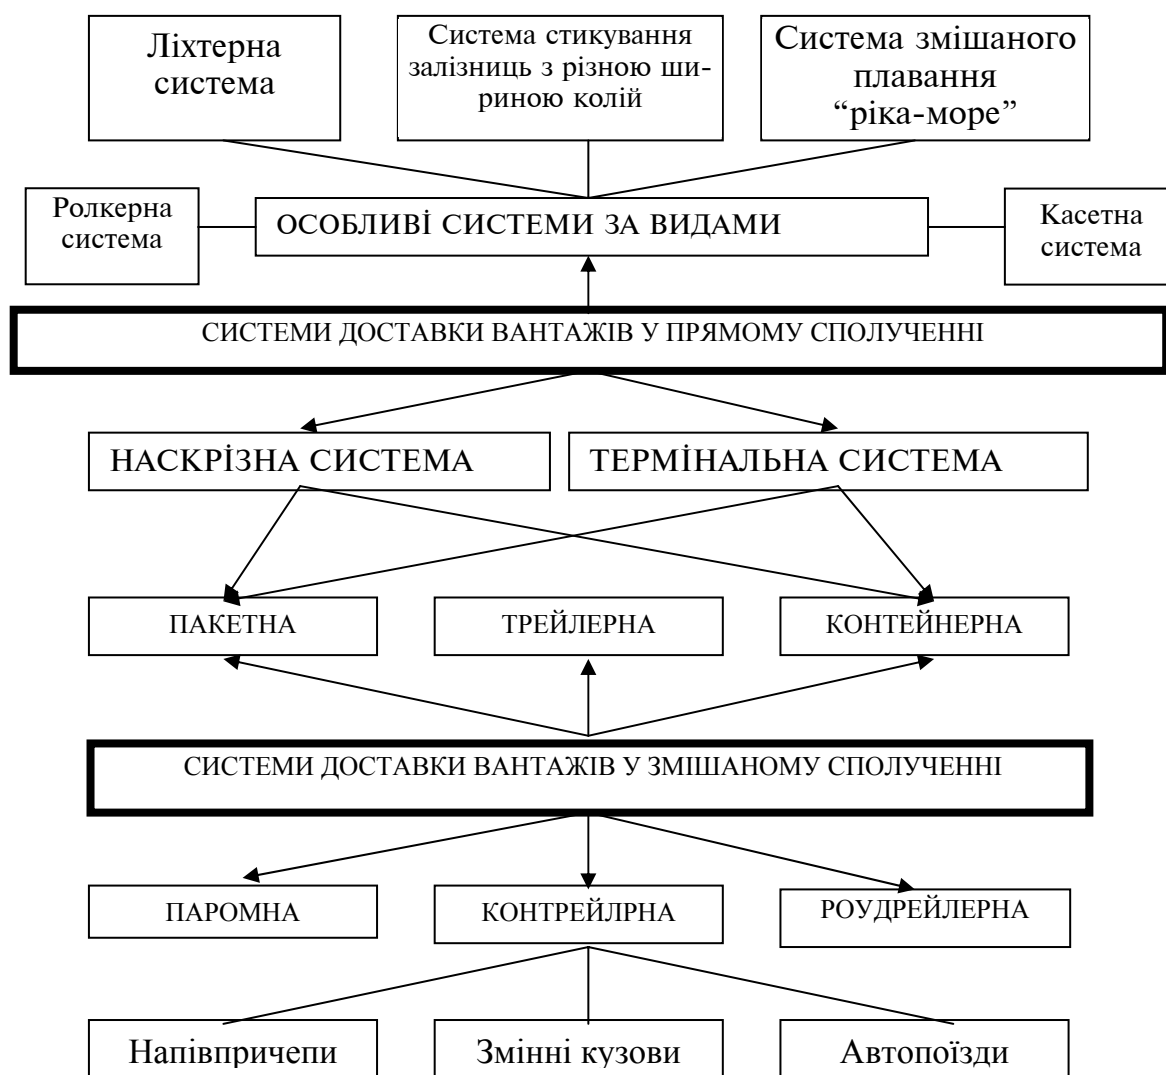 Ліхтерна
система
Система стикування
залізниць з різною ши-
риною колій
Система змішаного
плавання
“ріка-море”
Ролкерна
система
ОСОБЛИВІ СИСТЕМИ ЗА ВИДАМИ
Касетна
система
СИСТЕМИ ДОСТАВКИ ВАНТАЖІВ У ПРЯМОМУ СПОЛУЧЕННІ
НАСКРІЗНА СИСТЕМА
ТЕРМІНАЛЬНА СИСТЕМА
ПАКЕТНА
ТРЕЙЛЕРНА
КОНТЕЙНЕРНА
СИСТЕМИ ДОСТАВКИ ВАНТАЖІВ У ЗМІШАНОМУ СПОЛУЧЕННІ
ПАРОМНА
КОНТРЕЙЛРНА
РОУДРЕЙЛЕРНА
Напівпричепи
Змінні кузови
Автопоїзди